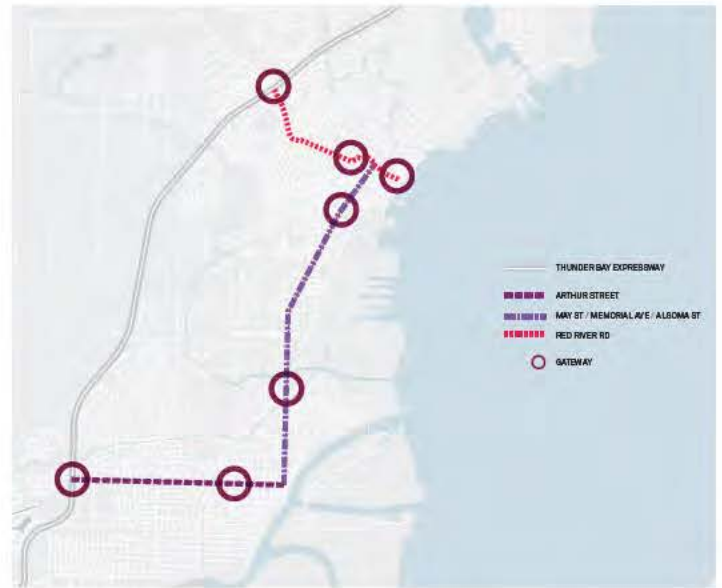 THUNDER BAY EXPRESSWAY
ARTHUR STREET
MAY ST / MEMORIAL AVE / ALGOMA ST
RED RIVER RD
GATEWAY